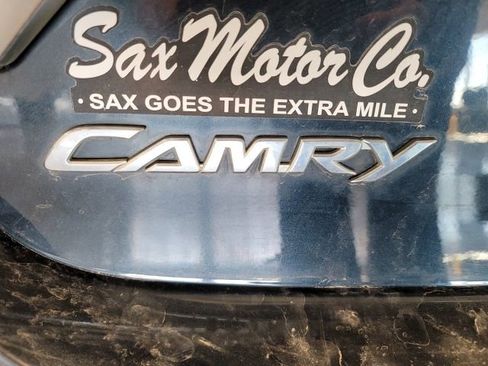 Sax Motor Co.
· SAX GOES THE EXTRA MILE ·
CAMRY